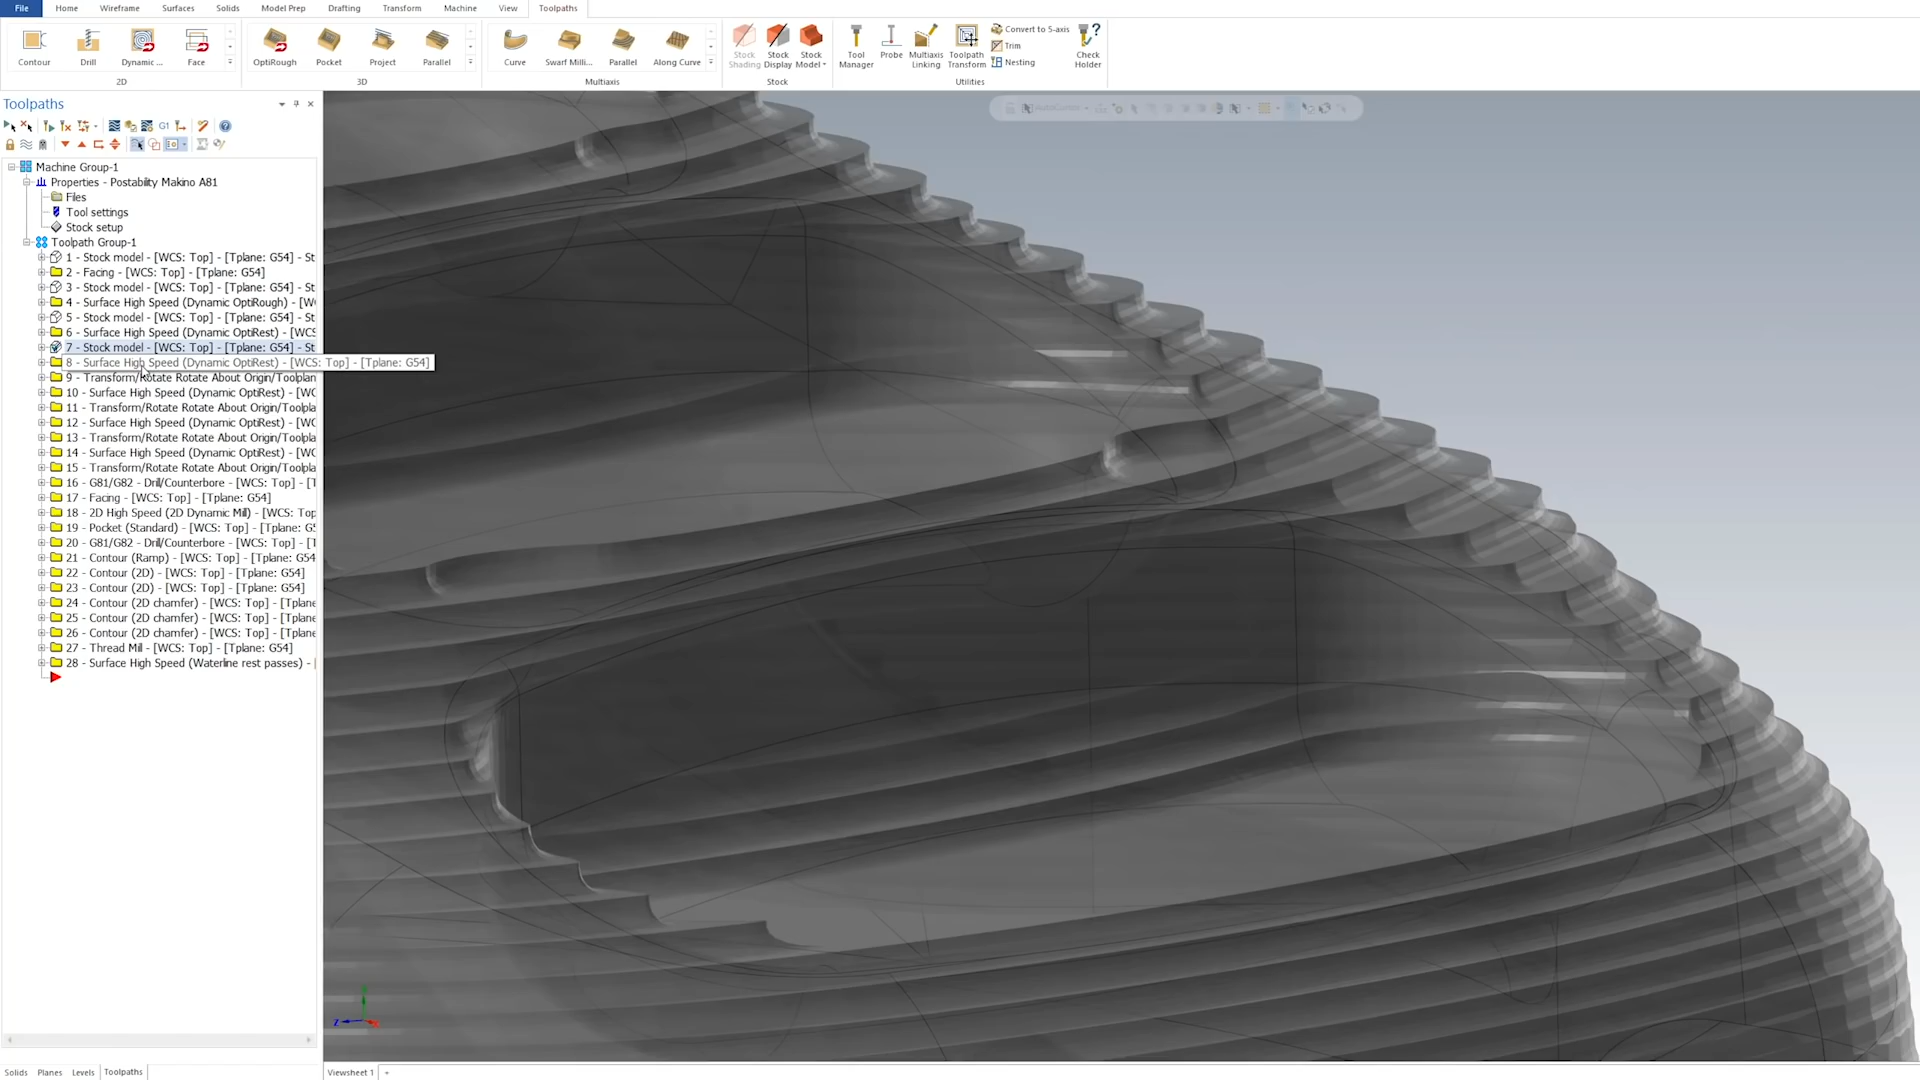 File Home Wireframe Surfaces Solids Model Prep Drafting Transform Machine View Toolpaths
Contour Drill Dynamic ... Face
OptiRough Pocket Project Parallel
Curve Swarf Milli... Parallel Along Curve
Stock Shading Stock Display Stock Model
Tool Manager Probe Multiaxis Linking Toolpath Transform
Convert to 5-axis
Trim
Nesting
Check Holder
2D 3D Multiaxis Stock Utilities
Toolpaths
G1
Machine Group-1
Properties - Postability Makino A81
Files
Tool settings
Stock setup
Toolpath Group-1
1 - Stock model - [WCS: Top] - [Tplane: G54] - St
2 - Facing - [WCS: Top] - [Tplane: G54]
3 - Stock model - [WCS: Top] - [Tplane: G54] - St
4 - Surface High Speed (Dynamic OptiRough) - [W
5 - Stock model - [WCS: Top] - [Tplane: G54] - St
6 - Surface High Speed (Dynamic OptiRest) - [WCS
7 - Stock model - [WCS: Top] - [Tplane: G54] - St
8 - Surface High Speed (Dynamic OptiRest) - [WCS: Top] - [Tplane: G54]
9 - Transform/Rotate Rotate About Origin/Toolplan
10 - Surface High Speed (Dynamic OptiRest) - [WC
11 - Transform/Rotate Rotate About Origin/Toolpla
12 - Surface High Speed (Dynamic OptiRest) - [WC
13 - Transform/Rotate Rotate About Origin/Toolpla
14 - Surface High Speed (Dynamic OptiRest) - [WC
15 - Transform/Rotate Rotate About Origin/Toolpla
16 - G81/G82 - Drill/Counterbore - [WCS: Top] - [T
17 - Facing - [WCS: Top] - [Tplane: G54]
18 - 2D High Speed (2D Dynamic Mill) - [WCS: Top
19 - Pocket (Standard) - [WCS: Top] - [Tplane: G5
20 - G81/G82 - Drill/Counterbore - [WCS: Top] - [T
21 - Contour (Ramp) - [WCS: Top] - [Tplane: G54
22 - Contour (2D) - [WCS: Top] - [Tplane: G54]
23 - Contour (2D) - [WCS: Top] - [Tplane: G54]
24 - Contour (2D chamfer) - [WCS: Top] - [Tplane
25 - Contour (2D chamfer) - [WCS: Top] - [Tplane
26 - Contour (2D chamfer) - [WCS: Top] - [Tplane
27 - Thread Mill - [WCS: Top] - [Tplane: G54]
28 - Surface High Speed (Waterline rest passes) - [
AutoCursor
Z
Solids Planes Levels Toolpaths
Viewsheet 1 +